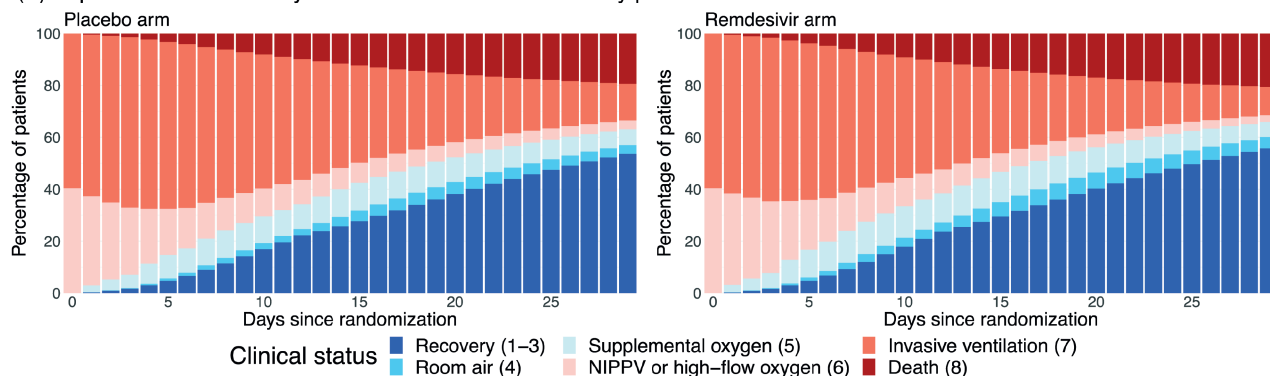 Placebo arm
Remdesivir arm
Percentage of patients
100
80
60
40
20
0
0 5 10 15 20 25
Days since randomization
Percentage of patients
100
80
60
40
20
0
0 5 10 15 20 25
Days since randomization
Clinical status
Recovery (1−3)
Supplemental oxygen (5)
Invasive ventilation (7)
Room air (4)
NIPPV or high−flow oxygen (6)
Death (8)